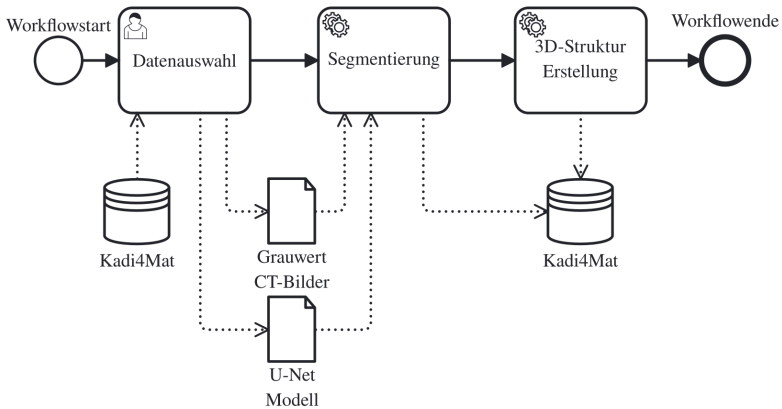 Workflowstart
Datenauswahl
Segmentierung
3D-Struktur
Erstellung
Workflowende
Kadi4Mat
Grauwert
CT-Bilder
Kadi4Mat
U-Net
Modell